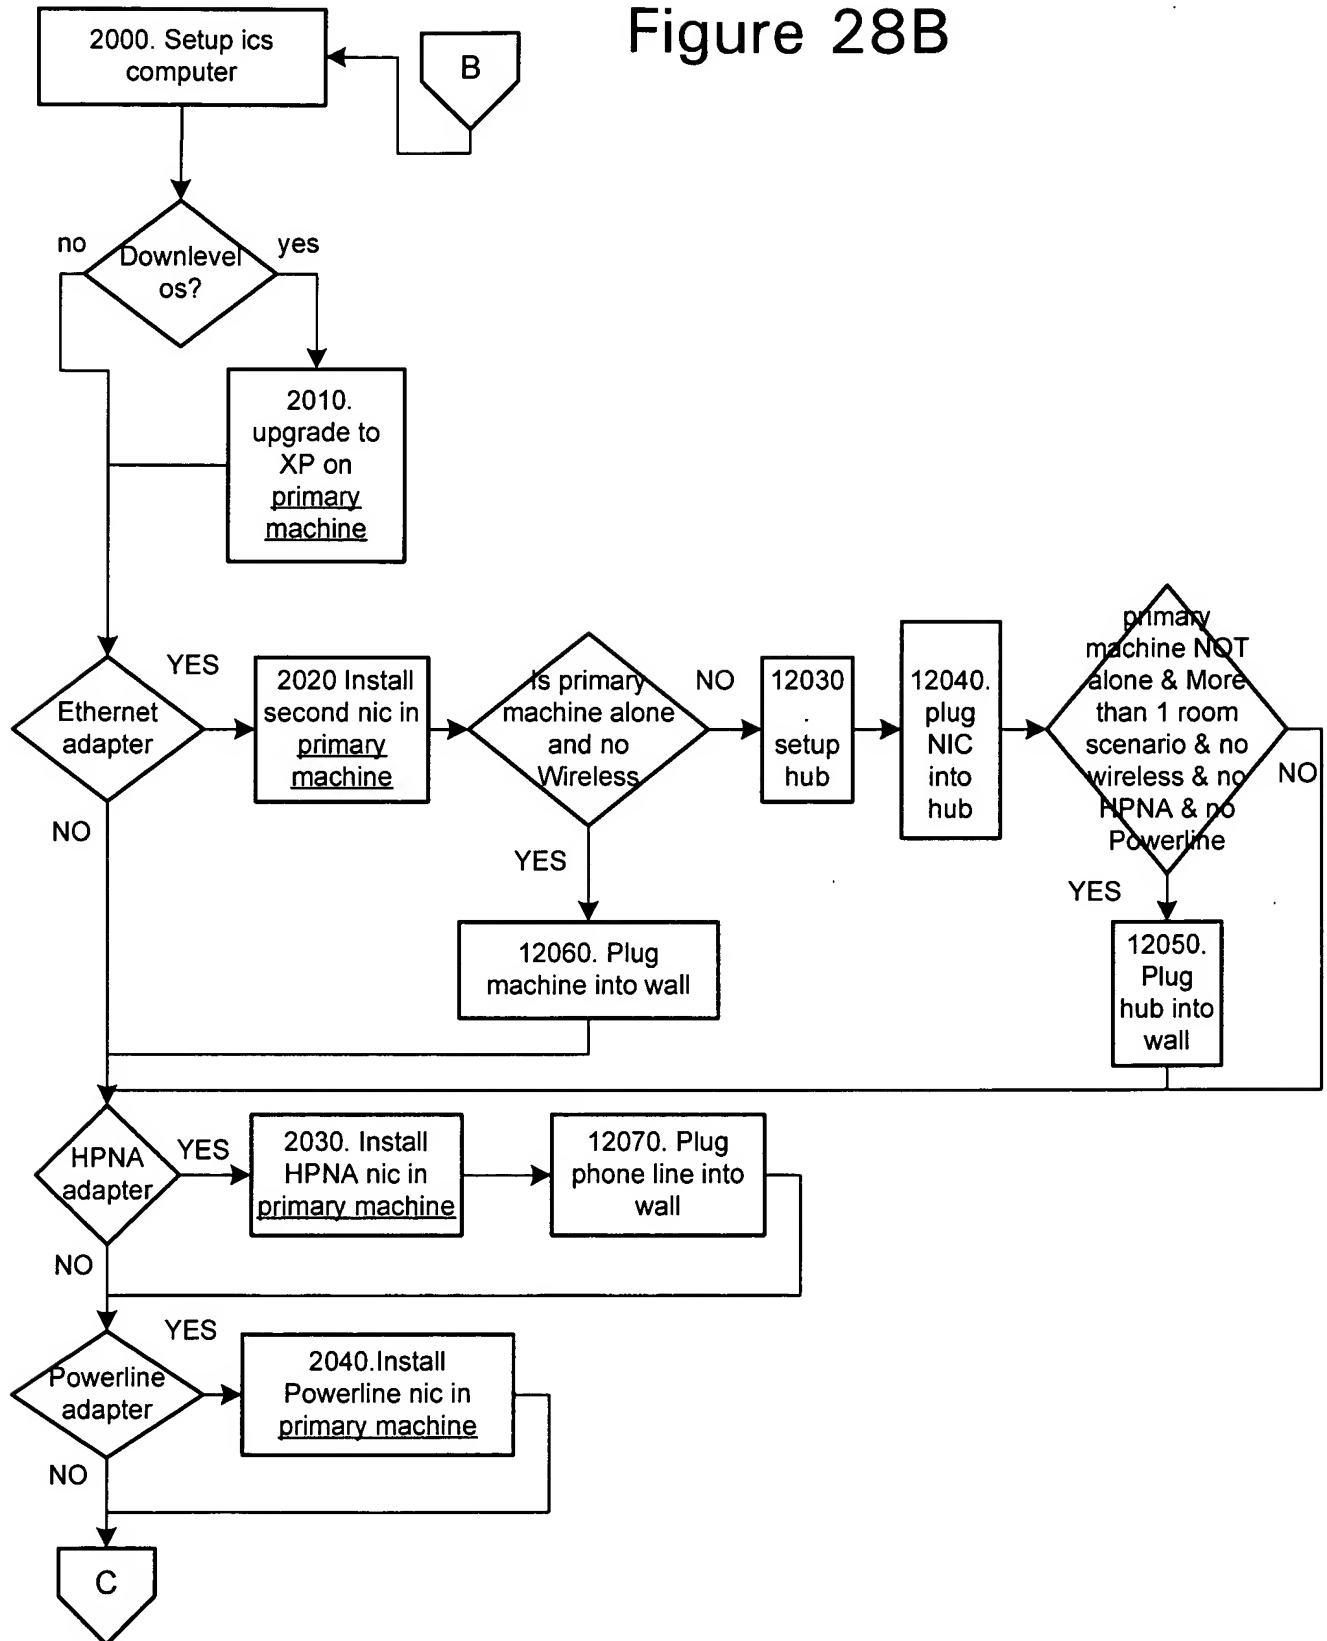 Figure 28B
2000. Setup ics
computer
B
no
yes
Downlevel
os?
2010.
upgrade to
XP on
primary
machine
Ethernet
adapter
YES
NO
2020 Install
second nic in
primary
machine
Is primary
machine alone
and no
Wireless
NO
YES
12030
.
setup
hub
12040.
plug
NIC
into
hub
primary
machine NOT
alone & More
than 1 room
scenario & no
wireless & no
HPNA & no
Powerline
NO
YES
12060. Plug
machine into wall
12050.
Plug
hub into
wall
HPNA
adapter
YES
NO
2030. Install
HPNA nic in
primary machine
12070. Plug
phone line into
wall
Powerline
adapter
YES
NO
2040.Install
Powerline nic in
primary machine
C